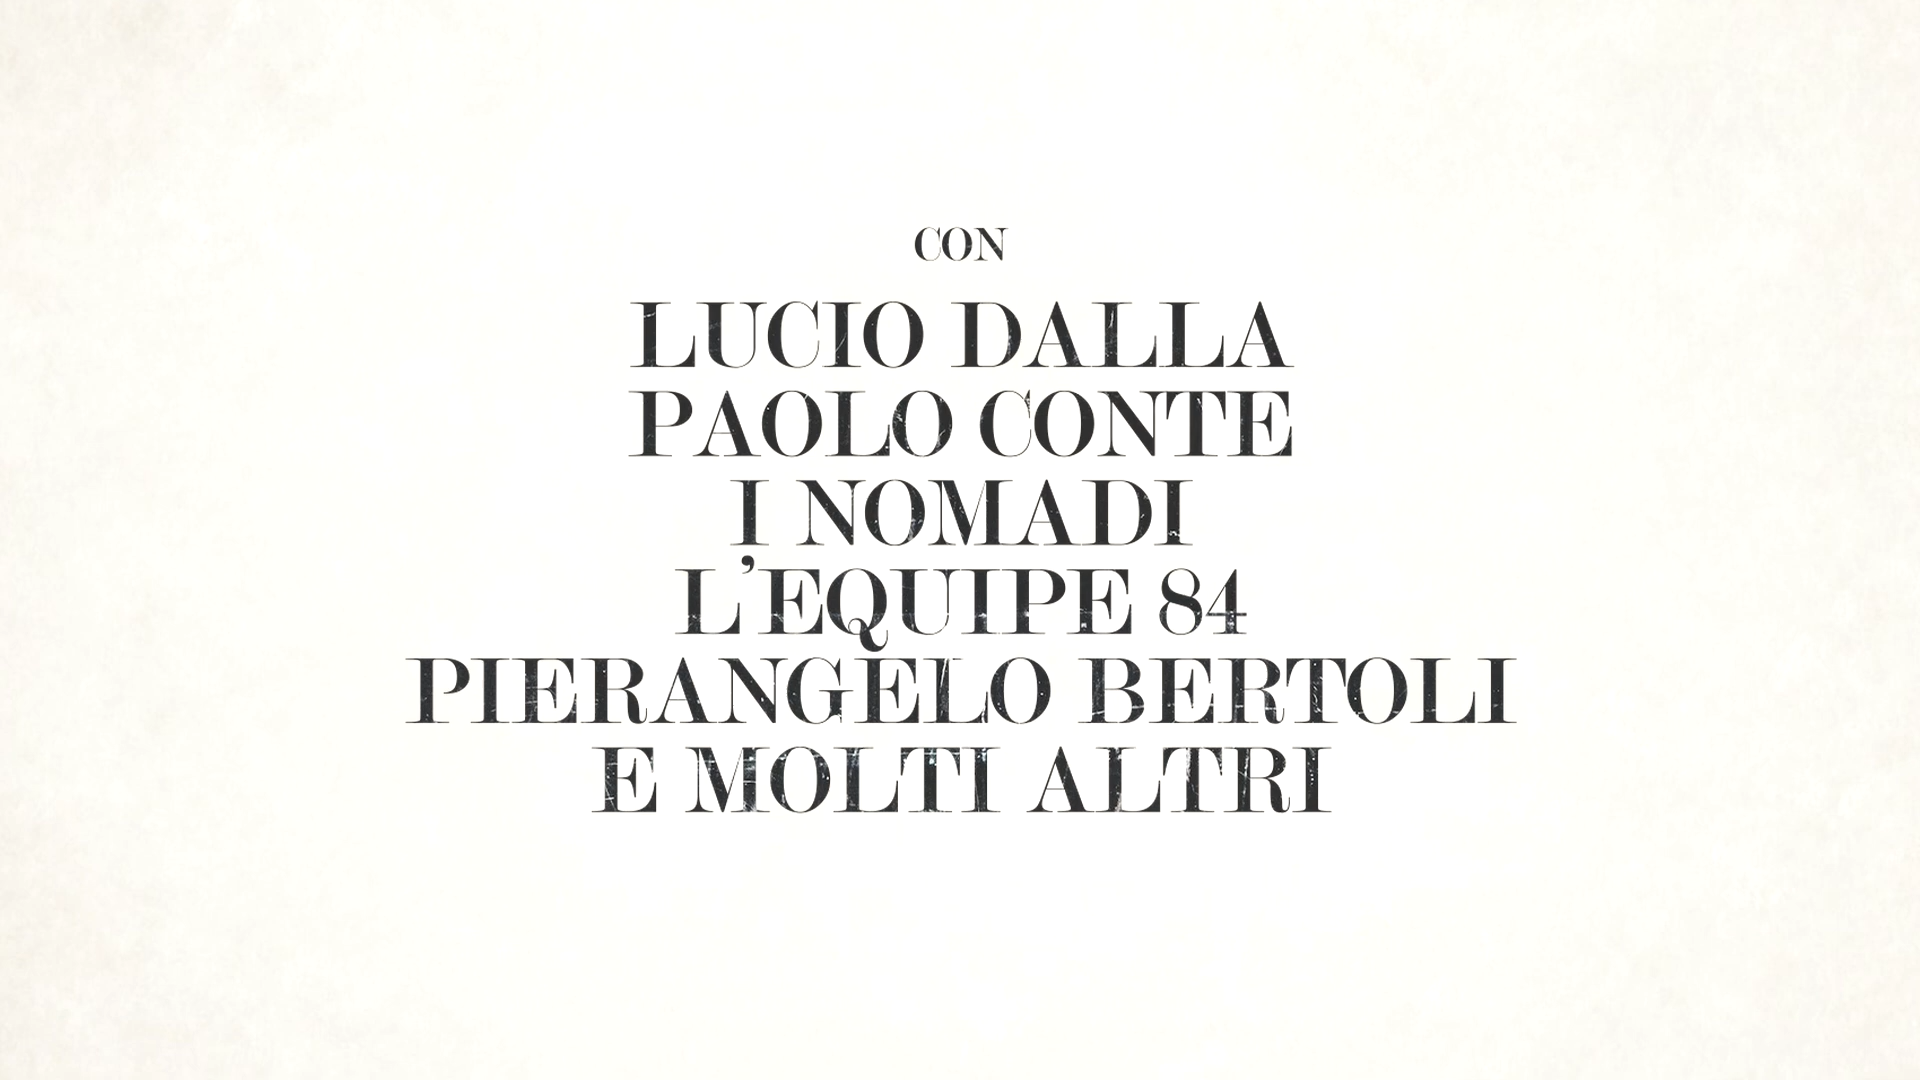 CON
LUCIO DALLA
PAOLO CONTE
I NOMADI
L'EQUIPE 84
PIERANGELO BERTOLI
E MOLTI ALTRI